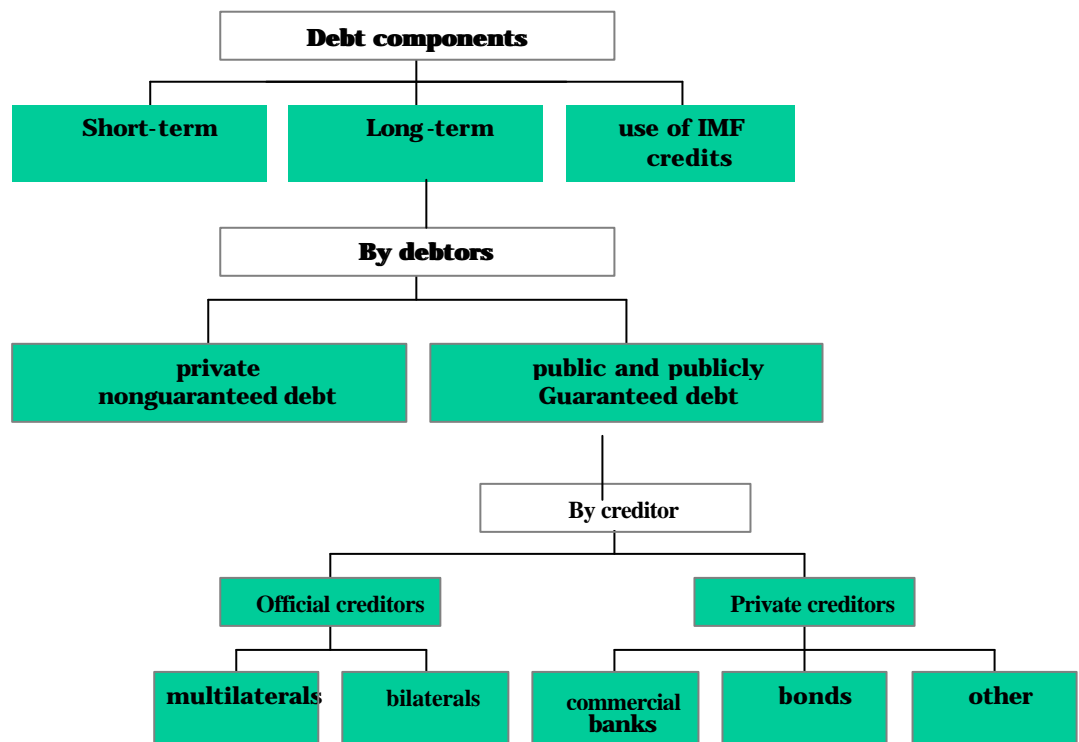 Debt components
Short-term
Long-term
use of IMF
credits
By debtors
private
nonguaranteed debt
public and publicly
Guaranteed debt
By creditor
Official creditors
Private creditors
multilaterals
bilaterals
commercial
banks
bonds
other